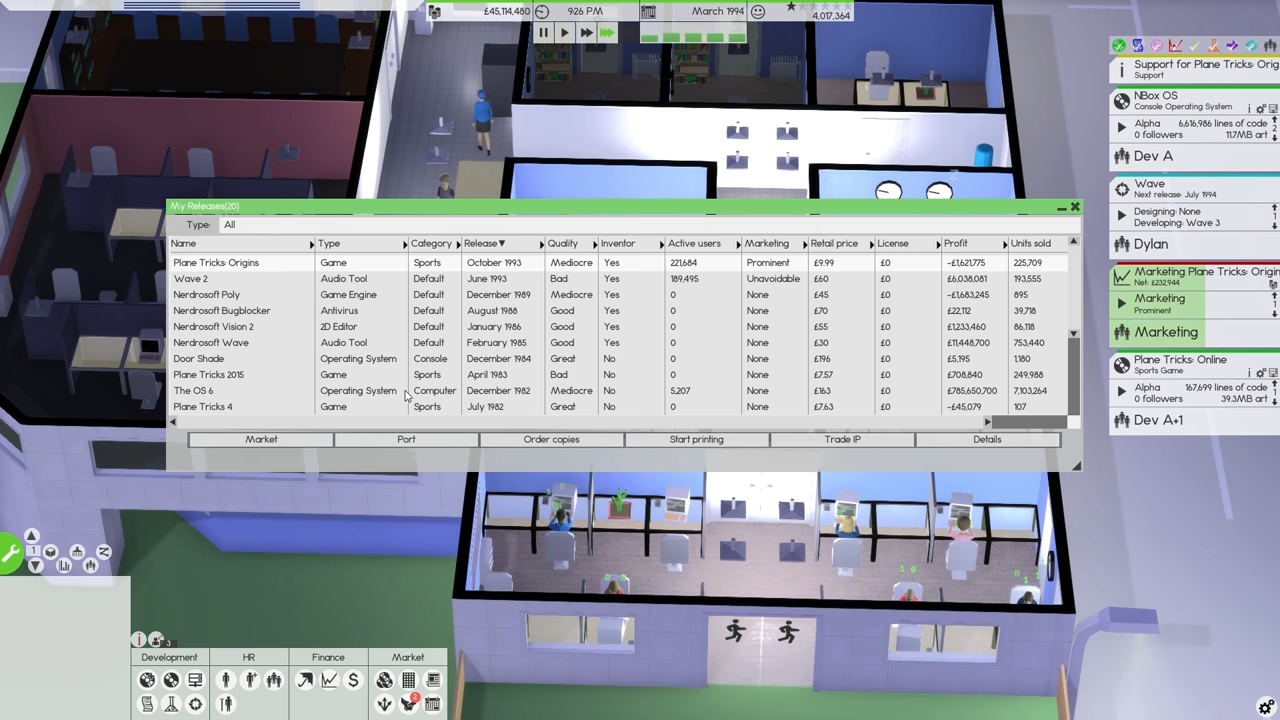 £45,114,480 926 PM March 1994 4,017,364
Support for Plane Tricks: Orig
Support
NBox OS
Console Operating System
Alpha 6,616,986 lines of code
0 followers 117MB art
2
Dev A
Wave
Next release: July 1994
Designing: None
Developing: Wave 3
1
Dylan
Marketing Plane Tricks: Origin
Net: £232,944
Marketing
Prominent
Marketing
Plane Tricks: Online
Sports Game
Alpha 167,699 lines of code
0 followers 39.3MB art
1
Dev A+1
My Releases(20)
Type: All
Name Type Category Release▼ Quality Inventor Active users Marketing Retail price License Profit Units sold
Plane Tricks: Origins Game Sports October 1993 Mediocre Yes 221,684 Prominent £9.99 £0 -£1,621,775 225,709
Wave 2 Audio Tool Default June 1993 Bad Yes 189,495 Unavoidable £60 £0 £6,038,081 193,555
Nerdrosoft Poly Game Engine Default December 1989 Mediocre Yes 0 None £45 £0 -£1,683,245 895
Nerdrosoft Bugblocker Antivirus Default August 1988 Good Yes 0 None £70 £0 £22,112 39,718
Nerdrosoft Vision 2 2D Editor Default January 1986 Good Yes 0 None £55 £0 £1,233,460 86,118
Nerdrosoft Wave Audio Tool Default February 1985 Good Yes 0 None £30 £0 £11,448,700 753,440
Door Shade Operating System Console December 1984 Great No 0 None £196 £0 £5,195 1,180
Plane Tricks 2015 Game Sports April 1983 Bad No 0 None £7.57 £0 £708,840 249,988
The OS 6 Operating System Computer December 1982 Mediocre No 5,207 None £163 £0 £785,650,700 7,103,264
Plane Tricks 4 Game Sports July 1982 Great No 0 None £7.63 £0 -£45,079 107
Market Port Order copies Start printing Trade IP Details
1
3
Development HR Finance Market
2